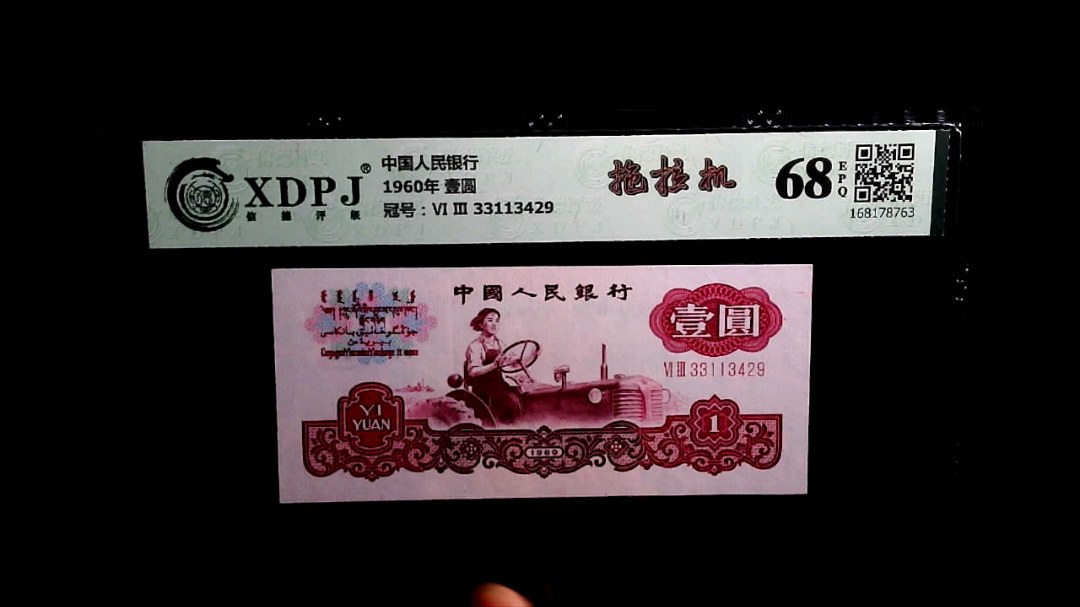 XDPJ®
信德评级
中国人民银行
1960年 壹圆
冠号:Ⅵ Ⅲ 33113429
拖拉机
68
EPQ
168178763
中國人民銀行
壹圓
Ⅵ Ⅲ 33113429
YI
YUAN
1960
1